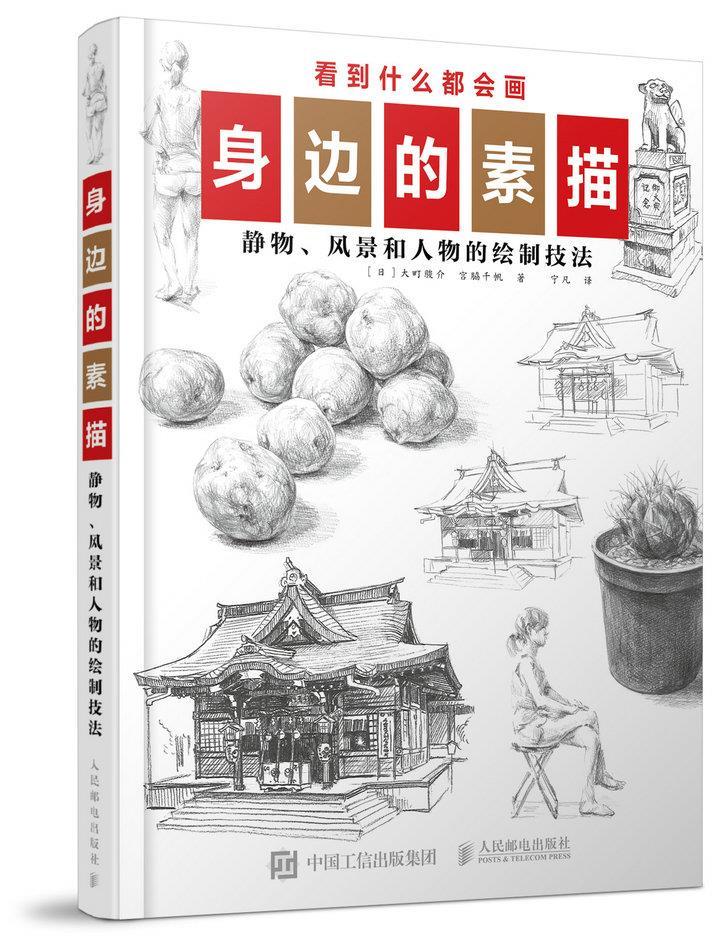 看到什么都会画
身边的素描
静物、风景和人物的绘制技法
[日]大町骏介 宫脇千帆 著 宁凡 译
中国工信出版集团
人民邮电出版社
POSTS & TELECOM PRESS
身边的素描
静物、风景和人物的绘制技法
人民邮电出版社